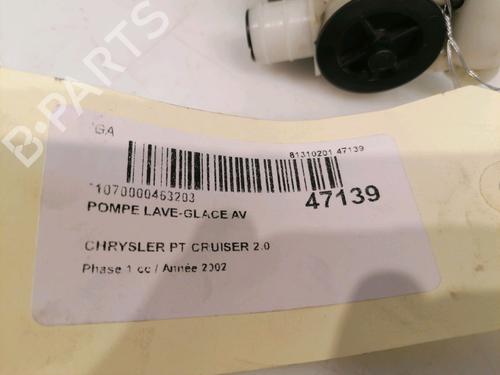 B-PARTS
GA
81310201 47139
*1070000463203
47139
POMPE LAVE-GLACE AV
CHRYSLER PT CRUISER 2.0
Phase 1 cc / Année 2002